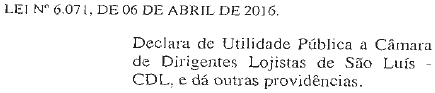 LEI Nº 6.071, DE 06 DE ABRIL DE 2016.
Declara de Utilidade Pública a Câmara
de Dirigentes Lojistas de São Luís -
CDL, e dá outras providências.